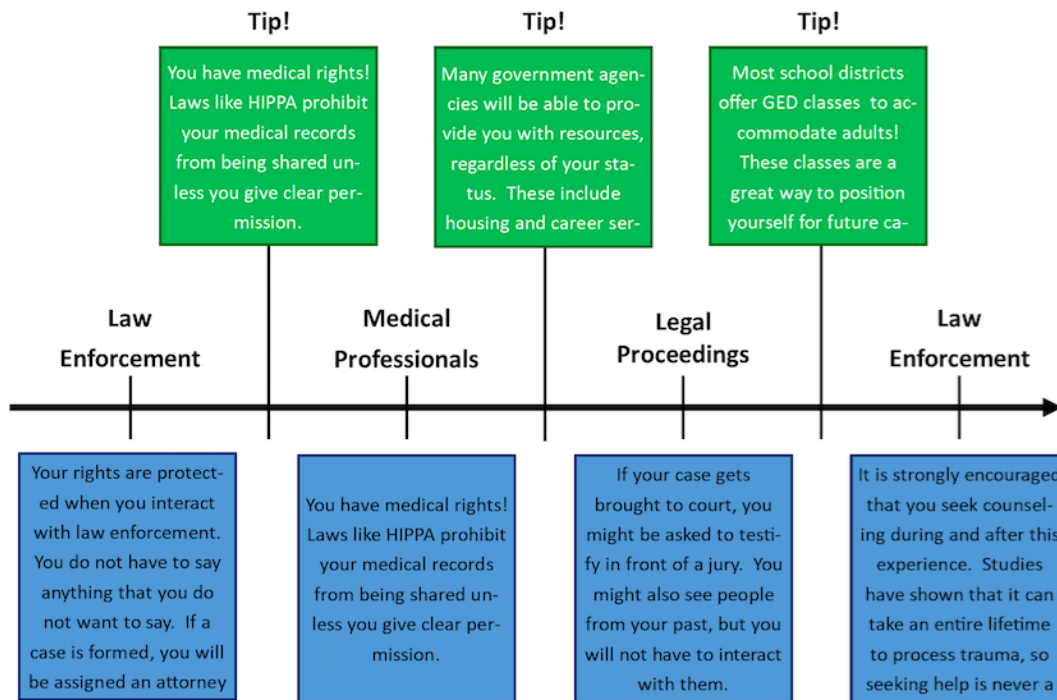 Tip!
You have medical rights!
Laws like HIPPA prohibit
your medical records
from being shared un-
less you give clear per-
mission.
Tip!
Many government agen-
cies will be able to pro-
vide you with resources,
regardless of your sta-
tus.  These include
housing and career ser-
Tip!
Most school districts
offer GED classes  to ac-
commodate adults!
These classes are a
great way to position
yourself for future ca-
Law
Enforcement
Medical
Professionals
Legal
Proceedings
Law
Enforcement
Your rights are protect-
ed when you interact
with law enforcement.
You do not have to say
anything that you do
not want to say.  If a
case is formed, you will
be assigned an attorney
You have medical rights!
Laws like HIPPA prohibit
your medical records
from being shared un-
less you give clear per-
mission.
If your case gets
brought to court, you
might be asked to testi-
fy in front of a jury.  You
might also see people
from your past, but you
will not have to interact
with them.
It is strongly encouraged
that you seek counsel-
ing during and after this
experience.  Studies
have shown that it can
take an entire lifetime
to process trauma, so
seeking help is never a